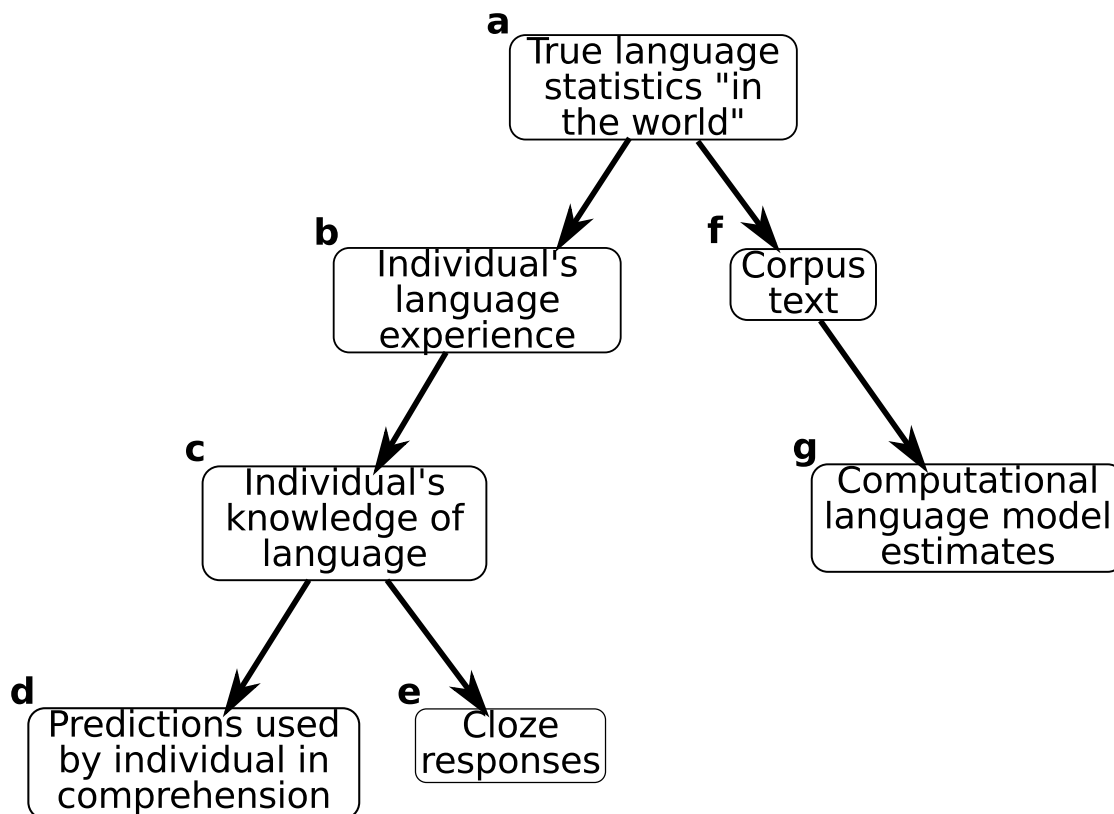 a
True language
statistics "in
the world"
b
Individual's
language
experience
f
Corpus
text
c
Individual's
knowledge of
language
g
Computational
language model
estimates
d
Predictions used
by individual in
comprehension
e
Cloze
responses